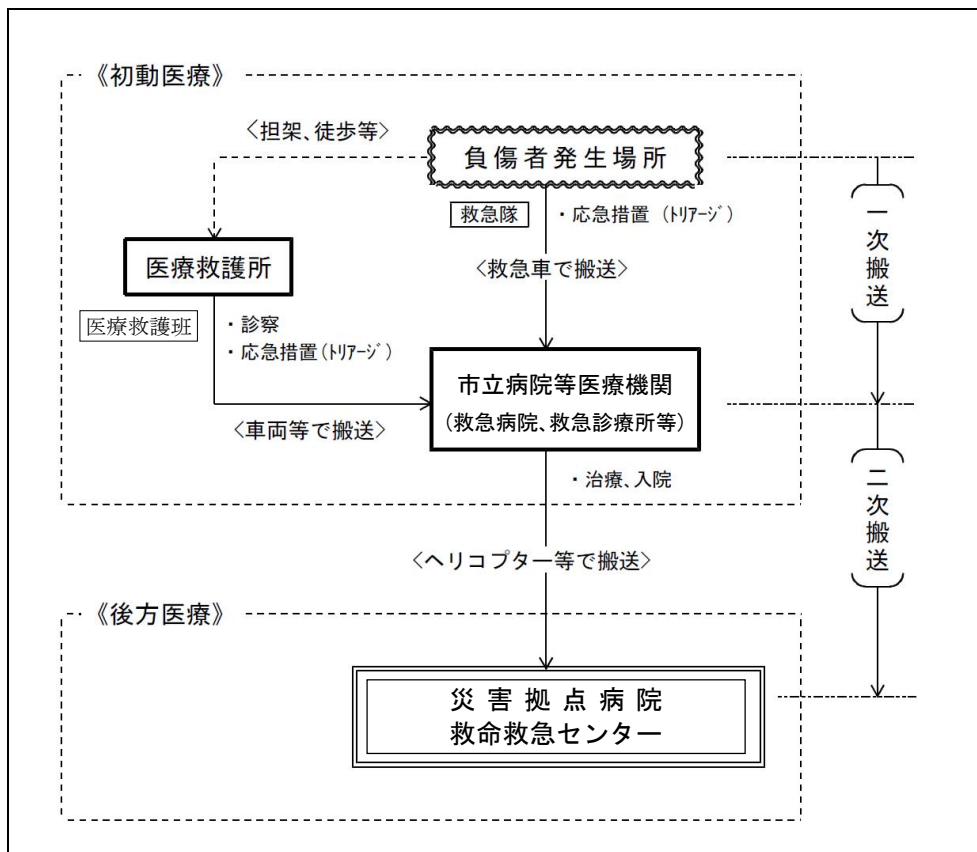 《初動医療》
<担架、徒歩等>
負傷者発生場所
救急隊
・応急措置 (ﾄﾘｱｰｼﾞ)
一次搬送
医療救護所
<救急車で搬送>
医療救護班
・診察
・応急措置(ﾄﾘｱｰｼﾞ)
市立病院等医療機関
(救急病院、救急診療所等)
<車両等で搬送>
・治療、入院
二次搬送
<ヘリコプター等で搬送>
《後方医療》
災害拠点病院
救命救急センター